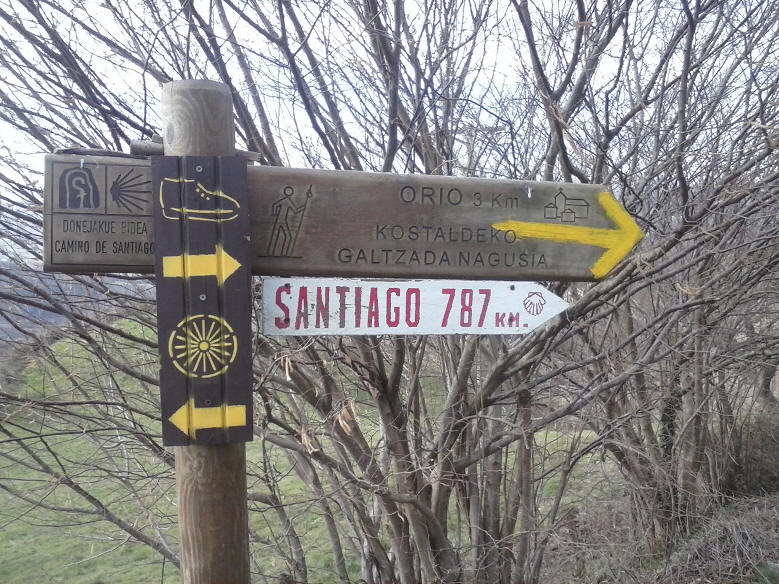 DONEJAKUE BIDEA
CAMINO DE SANTIAGO
ORIO 3 Km
KOSTALDEKO
GALTZADA NAGUSIA
SANTIAGO 787 KM.